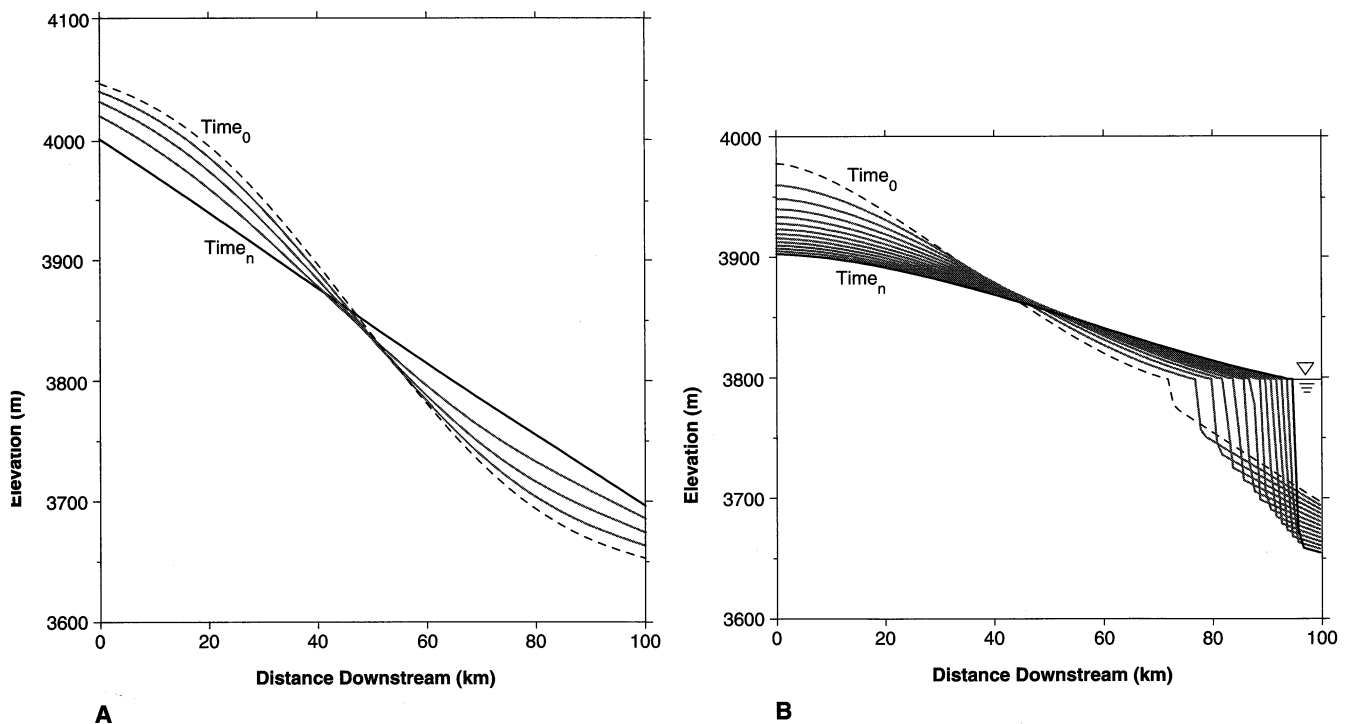 4100
4000
3900
3800
3700
3600
Elevation (m)
Time0
Timen
0 20 40 60 80 100
Distance Downstream (km)
A
4000
3900
3800
3700
3600
Elevation (m)
Time0
Timen
0 20 40 60 80 100
Distance Downstream (km)
B